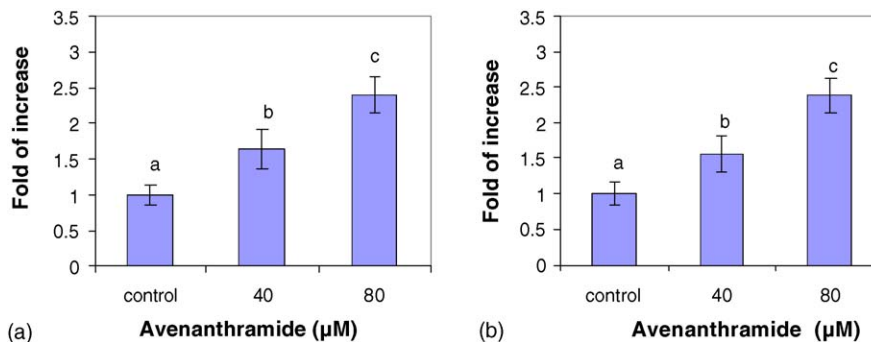 3.5
3
2.5
2
1.5
1
0.5
0
Fold of increase
a
b
c
control 40 80
(a) Avenanthramide (µM)
3.5
3
2.5
2
1.5
1
0.5
0
Fold of increase
a
b
c
control 40 80
(b) Avenanthramide (µM)